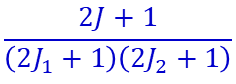 2J + 1
(2J₁ + 1)(2J₂ + 1)